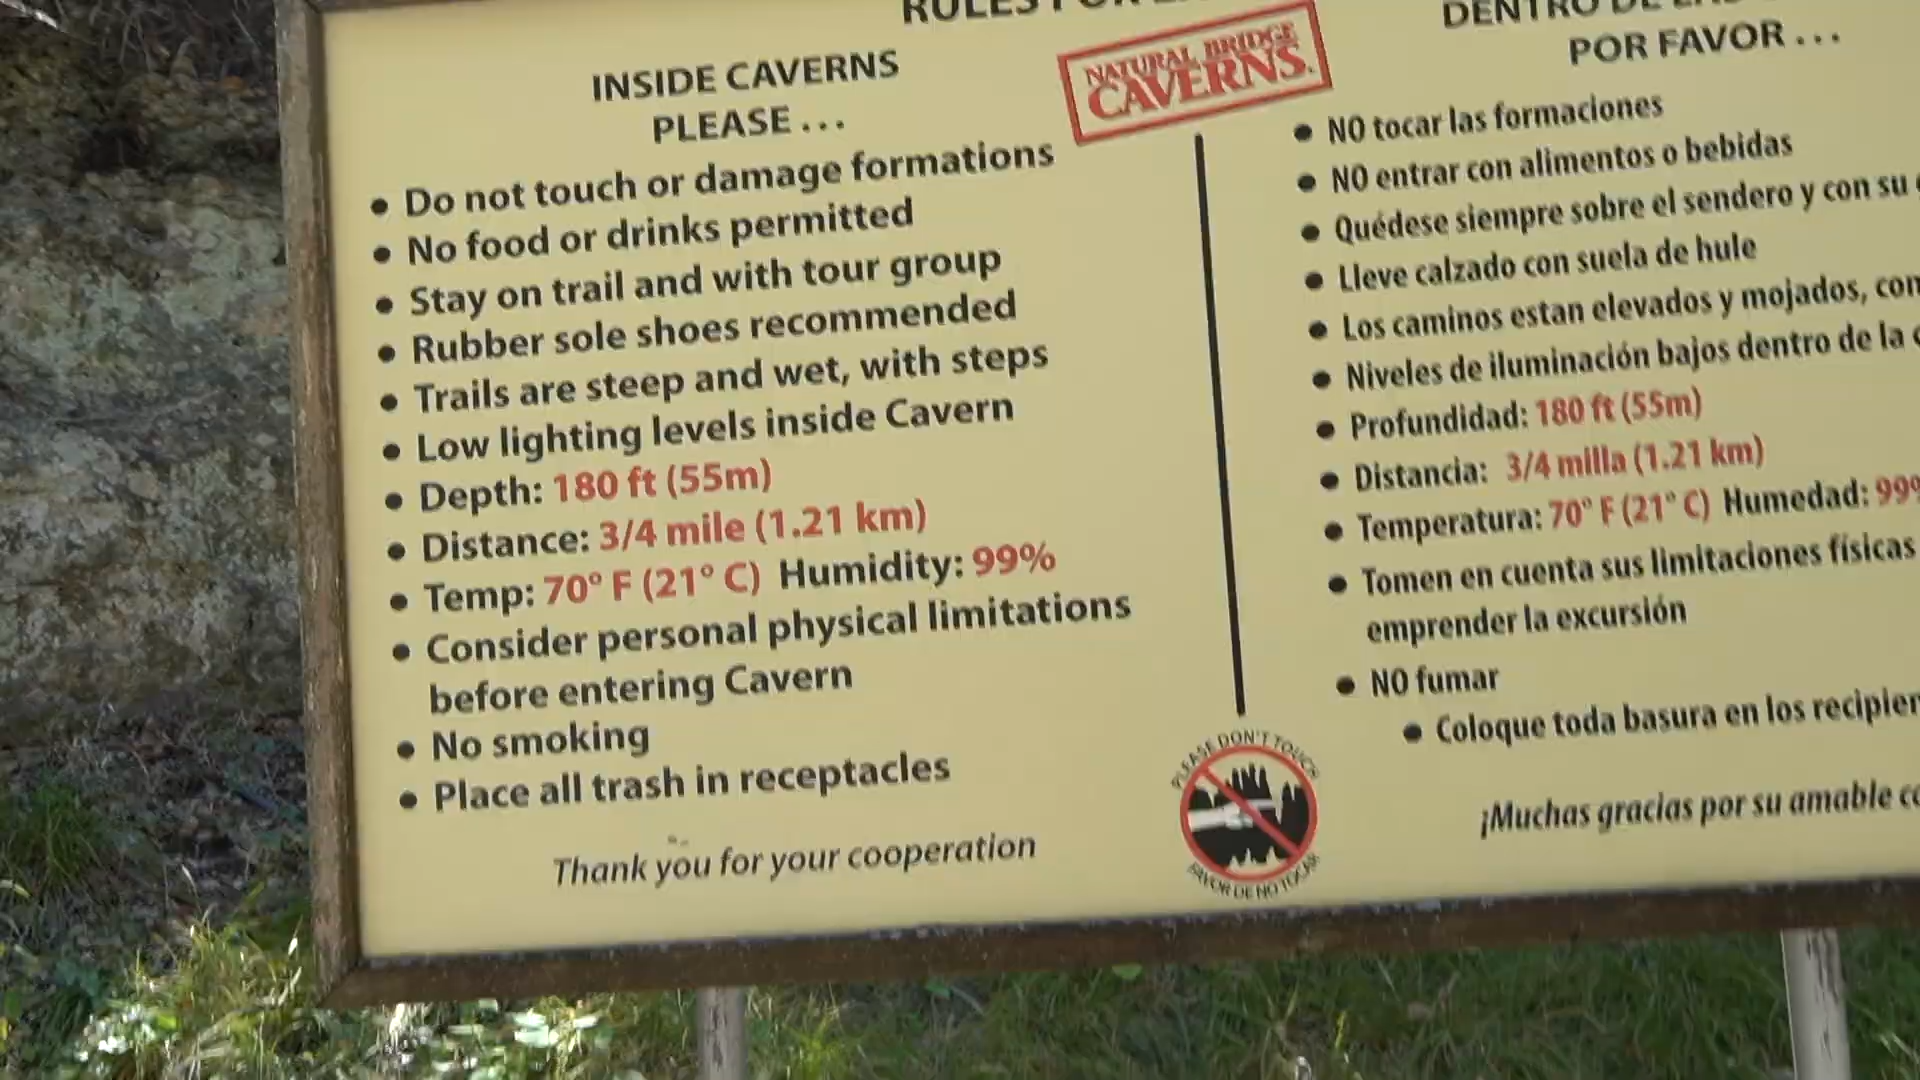 RULES FOR
INSIDE CAVERNS
PLEASE ...
• Do not touch or damage formations
• No food or drinks permitted
• Stay on trail and with tour group
• Rubber sole shoes recommended
• Trails are steep and wet, with steps
• Low lighting levels inside Cavern
• Depth: 180 ft (55m)
• Distance: 3/4 mile (1.21 km)
• Temp: 70° F (21° C) Humidity: 99%
• Consider personal physical limitations
before entering Cavern
• No smoking
• Place all trash in receptacles
Thank you for your cooperation
NATURAL BRIDGE
CAVERNS.
PLEASE DON'T TOUCH
FAVOR DE NO TOCAR
DENTRO DE
POR FAVOR ...
• NO tocar las formaciones
• NO entrar con alimentos o bebidas
• Quédese siempre sobre el sendero y con su
• Lleve calzado con suela de hule
• Los caminos estan elevados y mojados, con
• Niveles de iluminación bajos dentro de la
• Profundidad: 180 ft (55m)
• Distancia: 3/4 milla (1.21 km)
• Temperatura: 70° F (21° C) Humedad: 99%
• Tomen en cuenta sus limitaciones físicas
emprender la excursión
• NO fumar
• Coloque toda basura en los
¡Muchas gracias por su amable